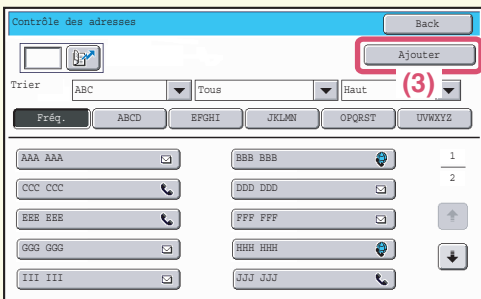 Contrôle des adresses Back
Ajouter
(3)
Trier ABC Tous Haut
Fréq. ABCD EFGHI JKLMN OPQRST UVWXYZ
AAA AAA BBB BBB 1
CCC CCC DDD DDD 2
EEE EEE FFF FFF
GGG GGG HHH HHH
III III JJJ JJJ